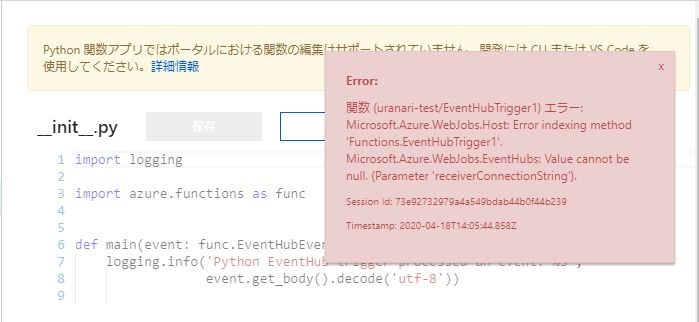 Python 関数アプリではポータルにおける関数の編集はサポートされていません。開発には CLI または VS Code を
使用してください。詳細情報
x
Error:
関数 (uranari-test/EventHubTrigger1) エラー:
Microsoft.Azure.WebJobs.Host: Error indexing method
'Functions.EventHubTrigger1'.
Microsoft.Azure.WebJobs.EventHubs: Value cannot be
null. (Parameter 'receiverConnectionString').
Session Id: 73e92732979a4a549bdab44b0f44b239
Timestamp: 2020-04-18T14:05:44.858Z
__init__.py
保存
1 import logging
2
3 import azure.functions as func
4
5
6 def main(event: func.EventHubEven
7 logging.info('Python EventHub trigger processed an event: %s',
8 event.get_body().decode('utf-8'))
9